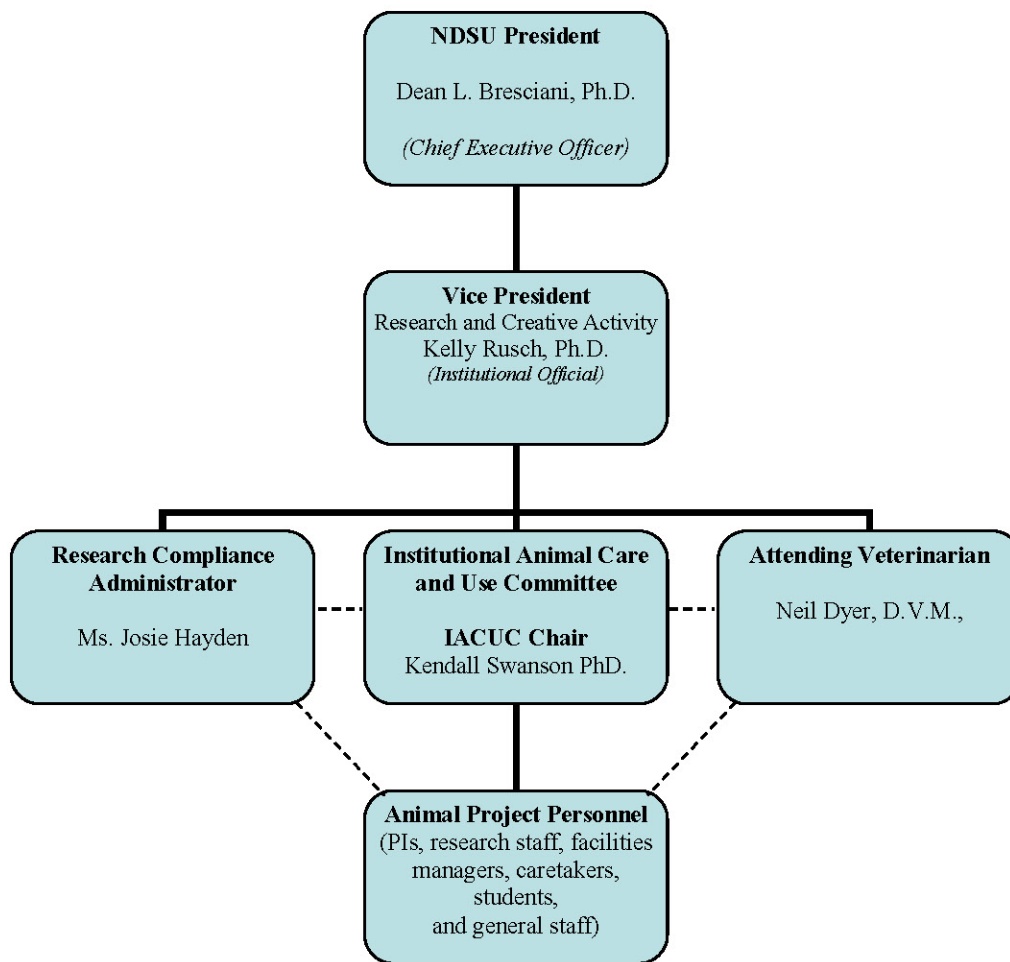 NDSU President
Dean L. Bresciani, Ph.D.
(Chief Executive Officer)
Vice President
Research and Creative Activity
Kelly Rusch, Ph.D.
(Institutional Official)
Research Compliance
Administrator
Ms. Josie Hayden
Institutional Animal Care
and Use Committee
IACUC Chair
Kendall Swanson PhD.
Attending Veterinarian
Neil Dyer, D.V.M.,
Animal Project Personnel
(PIs, research staff, facilities
managers, caretakers,
students,
and general staff)